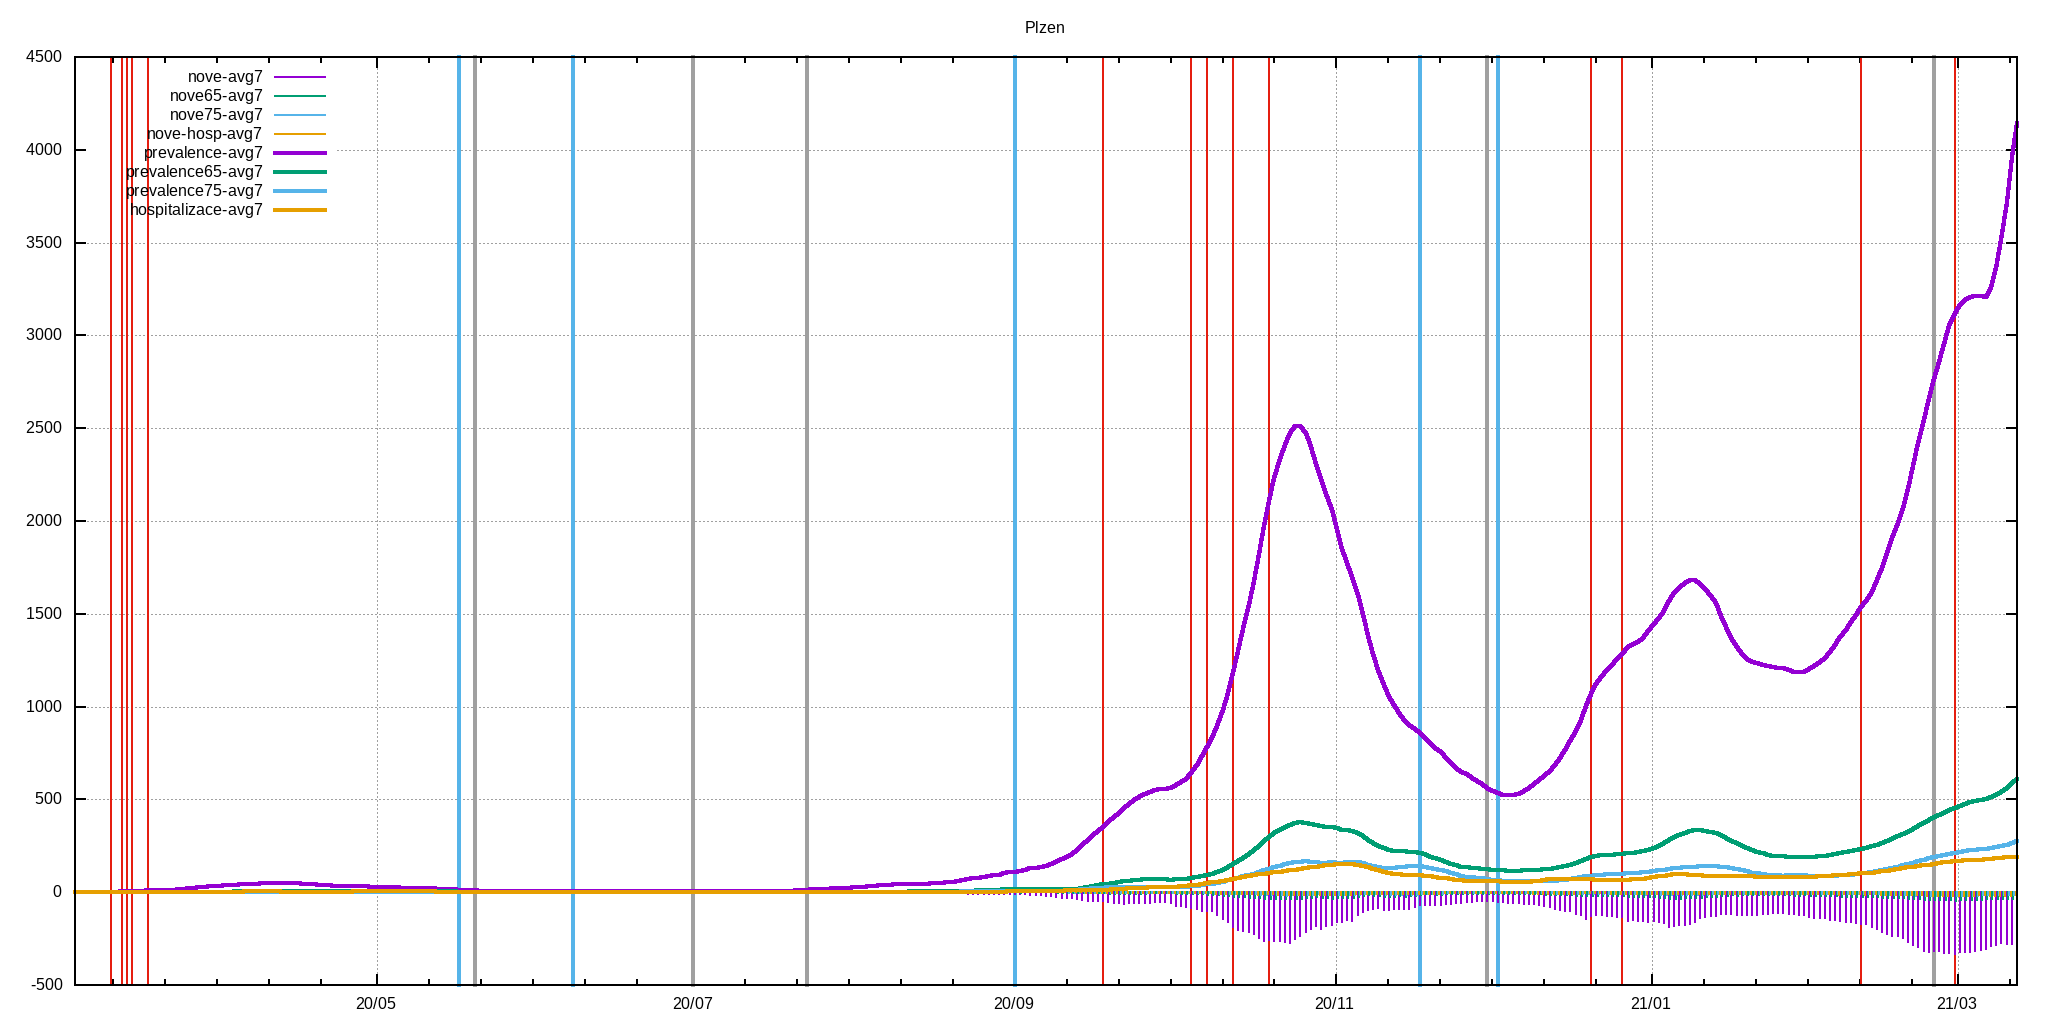 Plzen
4500
4000
3500
3000
2500
2000
1500
1000
500
0
-500
nove-avg7
nove65-avg7
nove75-avg7
nove-hosp-avg7
prevalence-avg7
prevalence65-avg7
prevalence75-avg7
hospitalizace-avg7
20/05
20/07
20/09
20/11
21/01
21/03